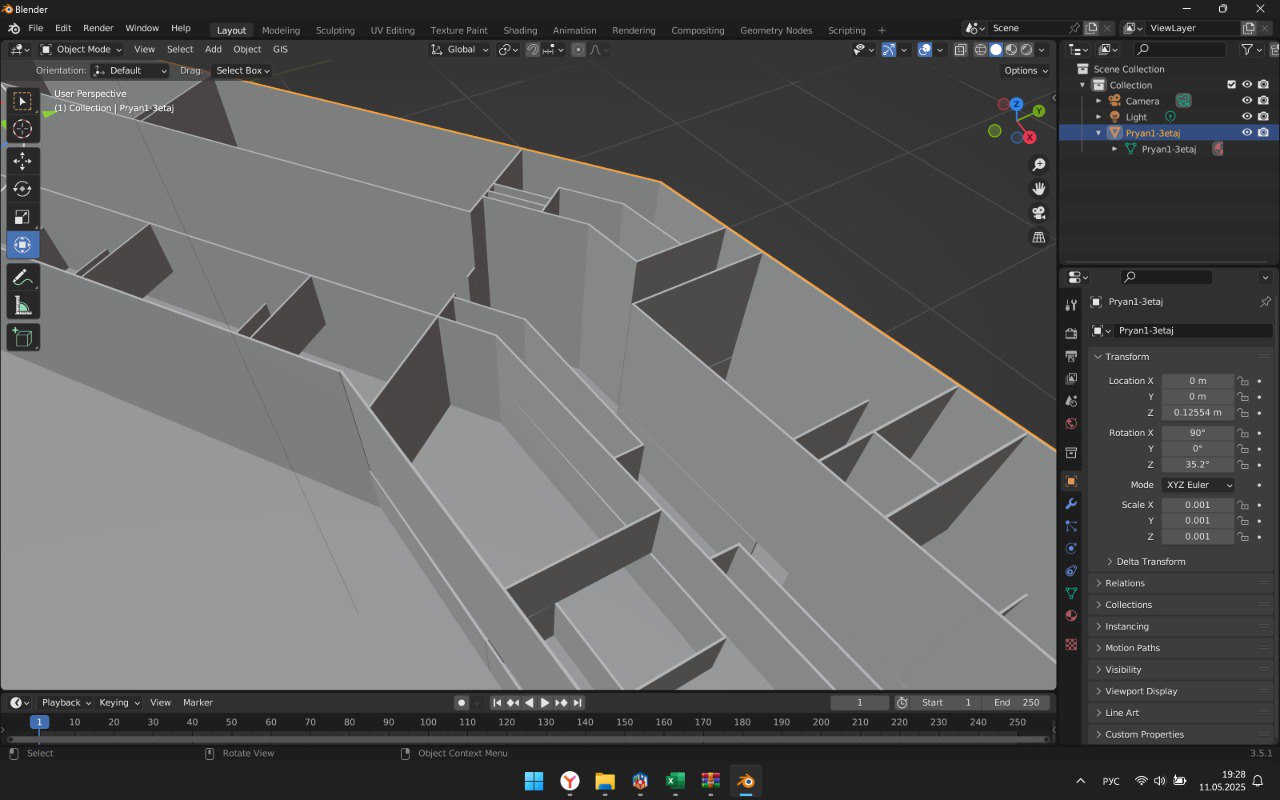 Blender
File Edit Render Window Help
Layout Modeling Sculpting UV Editing Texture Paint Shading Animation Rendering Compositing Geometry Nodes Scripting +
Scene
ViewLayer
Object Mode View Select Add Object GIS
Global
Orientation: Default Drag: Select Box
Options
User Perspective
(1) Collection | Pryan1-3etaj
Z
Y
X
Scene Collection
Collection
Camera
Light
Pryan1-3etaj
Pryan1-3etaj
Pryan1-3etaj
Pryan1-3etaj
Transform
Location X 0 m
Y 0 m
Z 0.12554 m
Rotation X 90°
Y 0°
Z 35.2°
Mode XYZ Euler
Scale X 0.001
Y 0.001
Z 0.001
Delta Transform
Relations
Collections
Instancing
Motion Paths
Visibility
Viewport Display
Line Art
Custom Properties
Playback Keying View Marker
1 Start 1 End 250
1 10 20 30 40 50 60 70 80 90 100 110 120 130 140 150 160 170 180 190 200 210 220 230 240 250
Select Rotate View Object Context Menu
3.5.1
РУС
19:28
11.05.2025